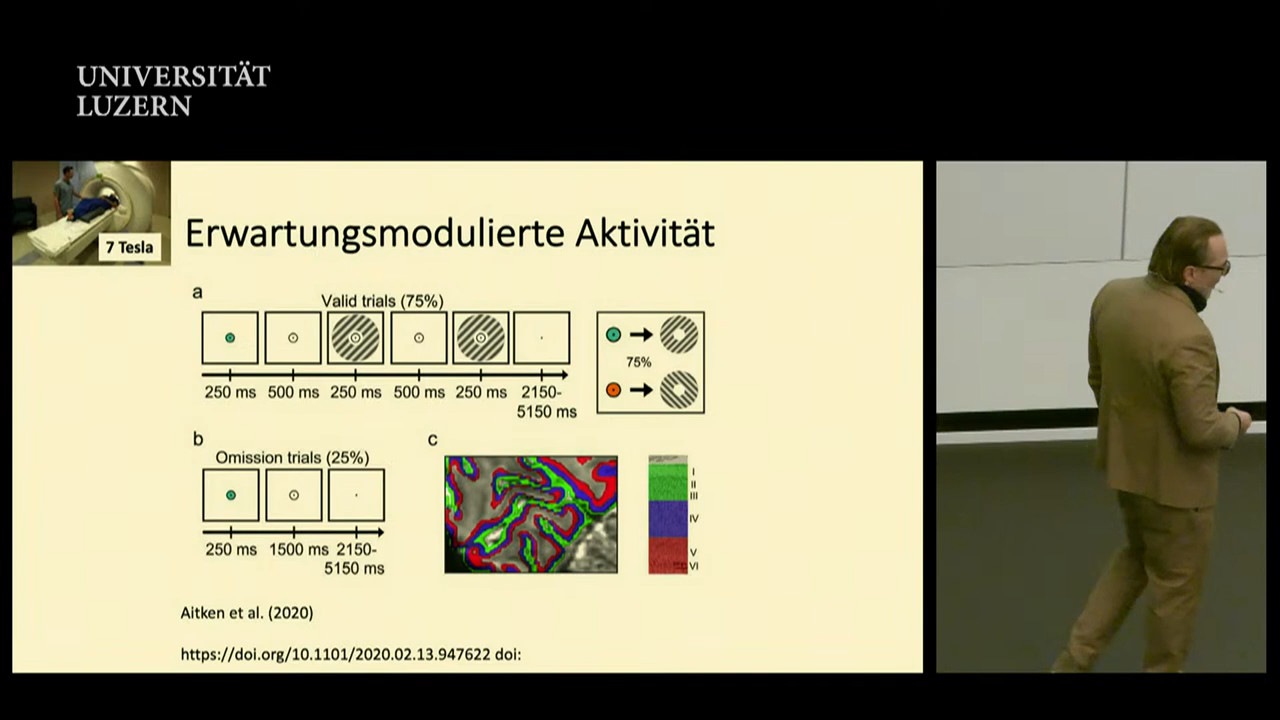 UNIVERSITÄT
LUZERN
7 Tesla
Erwartungsmodulierte Aktivität
a
Valid trials (75%)
250 ms 500 ms 250 ms 500 ms 250 ms 2150-
5150 ms
75%
b
Omission trials (25%)
250 ms 1500 ms 2150-
5150 ms
c
I
II
III
IV
V
VI
Aitken et al. (2020)
https://doi.org/10.1101/2020.02.13.947622 doi: